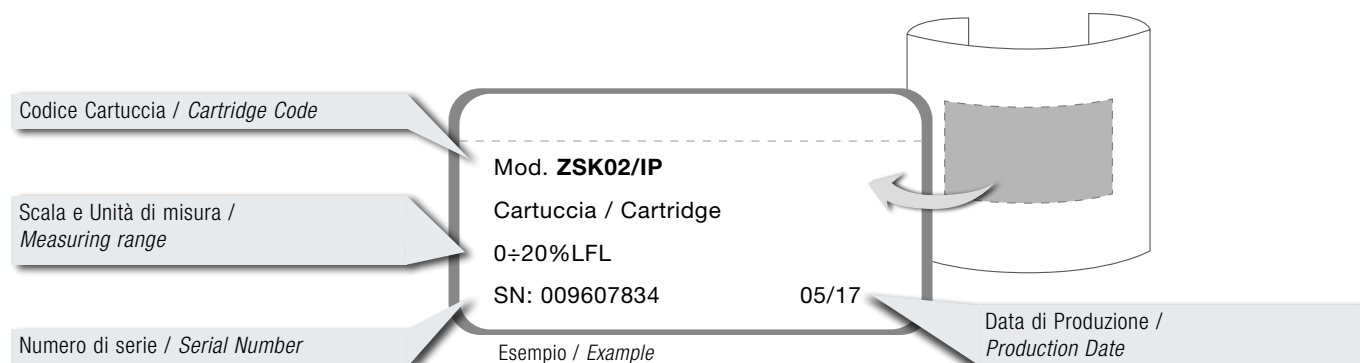 Codice Cartuccia / Cartridge Code
Mod. ZSK02/IP
Cartuccia / Cartridge
Scala e Unità di misura /
Measuring range
0÷20%LFL
SN: 009607834 05/17
Numero di serie / Serial Number
Data di Produzione /
Production Date
Esempio / Example